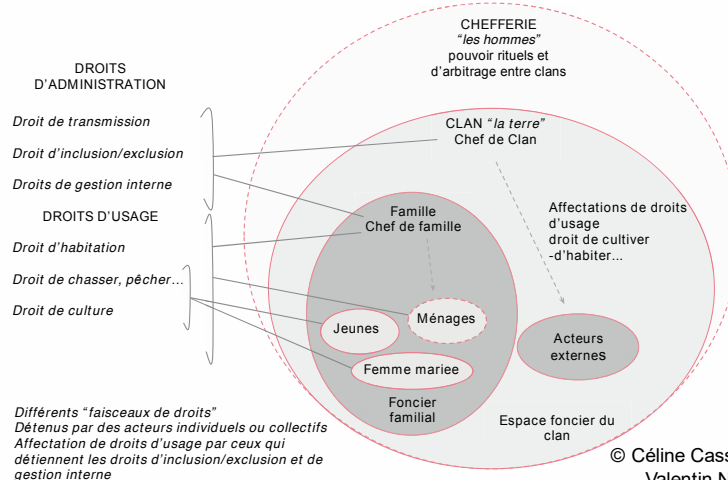 CHEFFERIE
“les hommes”
pouvoir rituels et
d’arbitrage entre clans
DROITS
D’ADMINISTRATION
Droit de transmission
Droit d’inclusion/exclusion
Droits de gestion interne
DROITS D’USAGE
Droit d’habitation
Droit de chasser, pêcher...
Droit de culture
CLAN “la terre”
Chef de Clan
Famille
Chef de famille
Affectations de droits
d’usage
droit de cultiver
-d’habiter...
Ménages
Jeunes
Femme mariee
Foncier
familial
Acteurs
externes
Espace foncier du
clan
Différents “faisceaux de droits”
Détenus par des acteurs individuels ou collectifs
Affectation de droits d’usage par ceux qui
détiennent les droits d’inclusion/exclusion et de
gestion interne
© Céline Cass
Valentin N